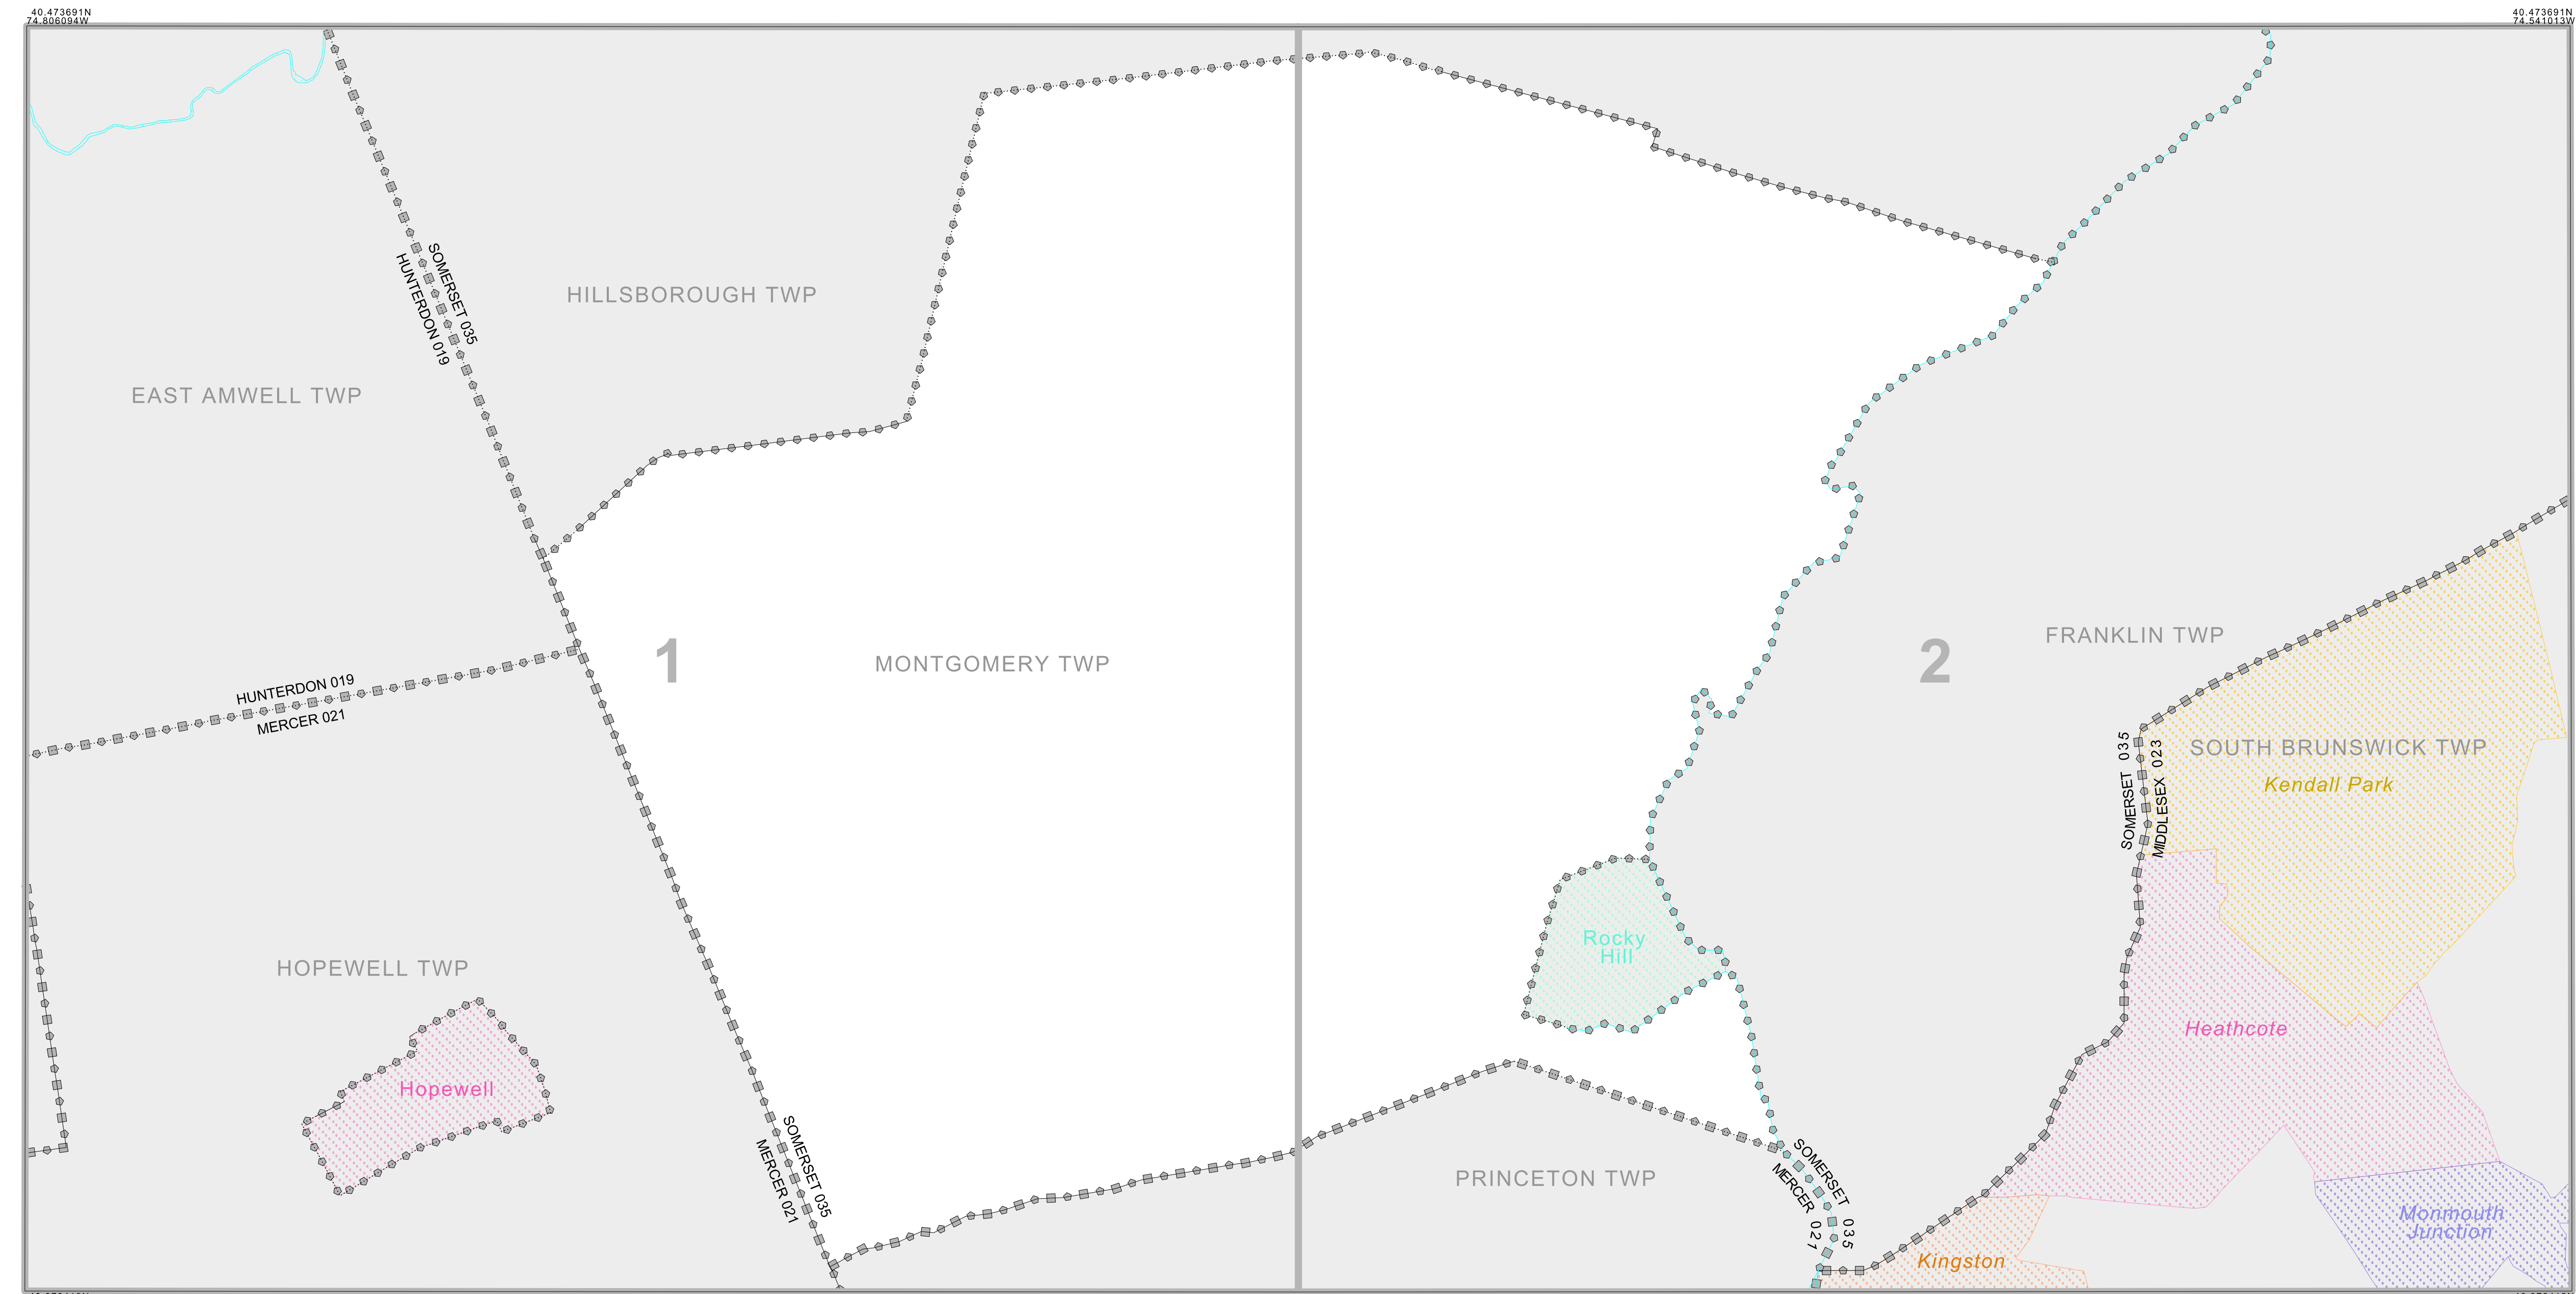 40.473691N
74.806094W
40.473691N
74.541013W
SOMERSET 035
HUNTERDON 019
HILLSBOROUGH TWP
EAST AMWELL TWP
FRANKLIN TWP
1
MONTGOMERY TWP
2
HUNTERDON 019
MERCER 021
SOMERSET 035
MIDDLESEX 023
SOUTH BRUNSWICK TWP
Kendall Park
Rocky
Hill
HOPEWELL TWP
Heathcote
Hopewell
SOMERSET 035
MERCER 021
PRINCETON TWP
SOMERSET 035
MERCER 021
Monmouth
Junction
Kingston